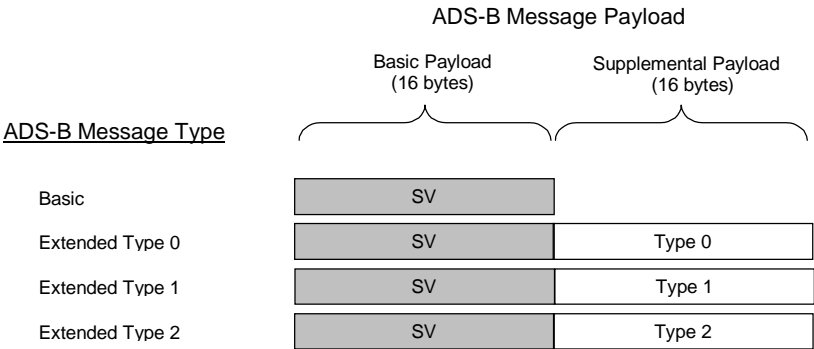 ADS-B Message Payload
Basic Payload
(16 bytes)
Supplemental Payload
(16 bytes)
ADS-B Message Type
Basic
SV
Extended Type 0
SV
Type 0
Extended Type 1
SV
Type 1
Extended Type 2
SV
Type 2